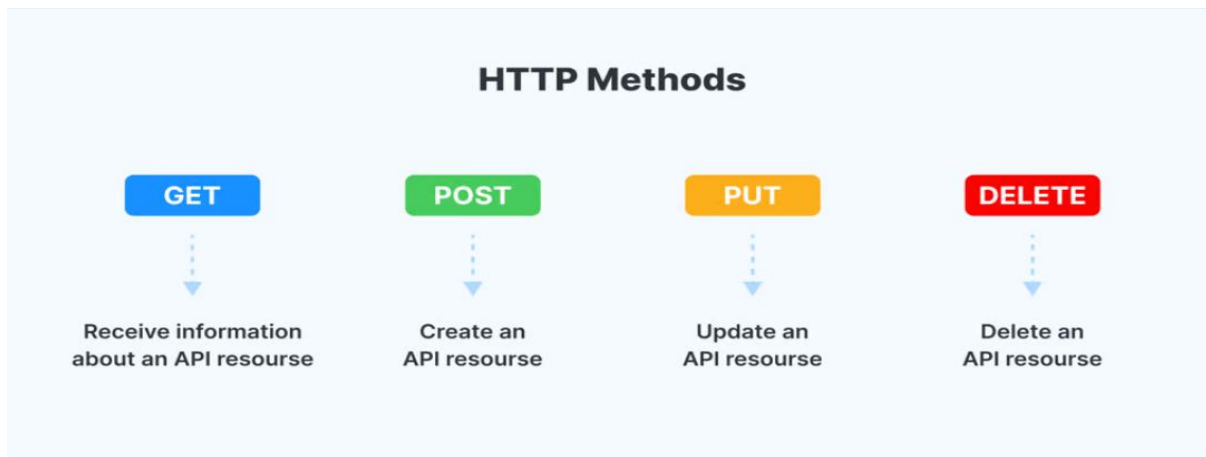 HTTP Methods
GET
POST
PUT
DELETE
Receive information
about an API resourse
Create an
API resourse
Update an
API resourse
Delete an
API resourse